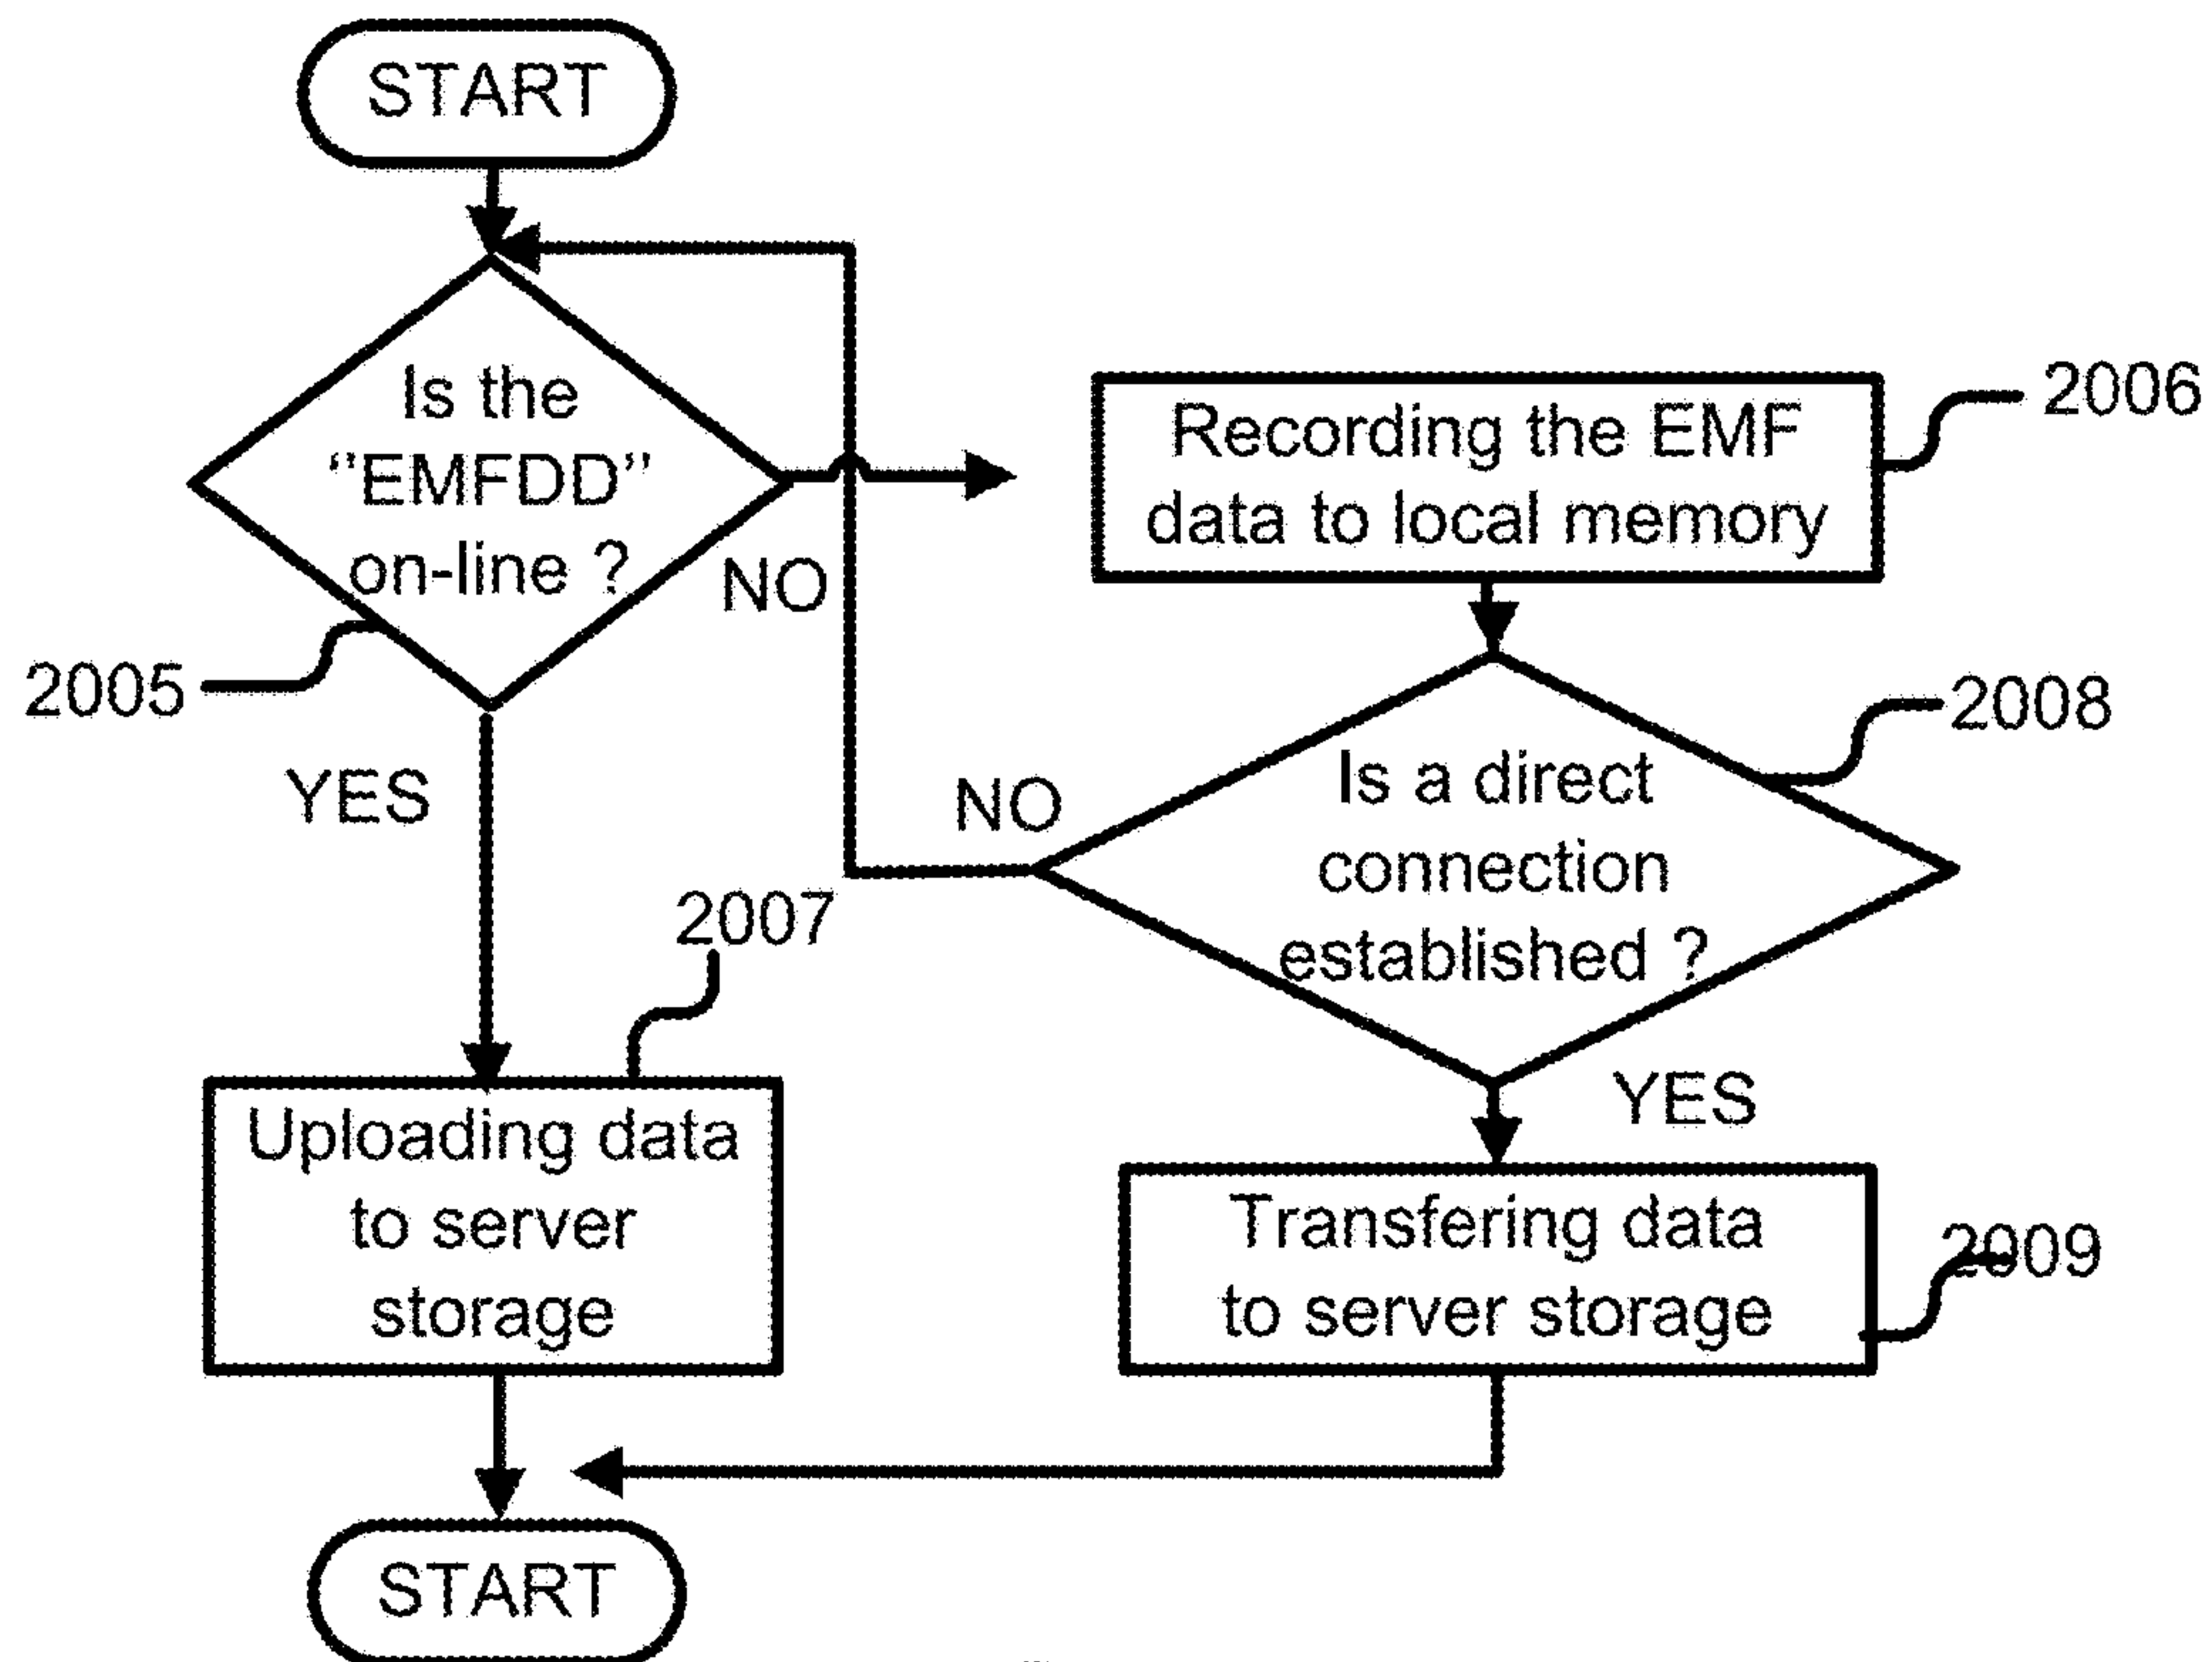 START
Is the
“EMFDD”
on-line ?
NO
2005
YES
Recording the EMF
data to local memory
2006
2008
Is a direct
connection
established ?
NO
YES
2007
Uploading data
to server
storage
Transfering data
to server storage
2009
START